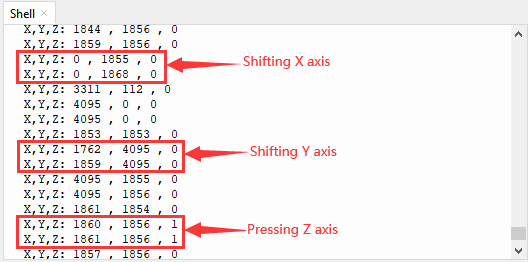 Shell ×
X,Y,Z: 1844 , 1856 , 0
X,Y,Z: 1859 , 1856 , 0
X,Y,Z: 0 , 1855 , 0
X,Y,Z: 0 , 1868 , 0
Shifting X axis
X,Y,Z: 3311 , 112 , 0
X,Y,Z: 4095 , 0 , 0
X,Y,Z: 4095 , 0 , 0
X,Y,Z: 1853 , 1853 , 0
X,Y,Z: 1762 , 4095 , 0
X,Y,Z: 1859 , 4095 , 0
Shifting Y axis
X,Y,Z: 4095 , 1855 , 0
X,Y,Z: 4095 , 1856 , 0
X,Y,Z: 1861 , 1854 , 0
X,Y,Z: 1860 , 1856 , 1
X,Y,Z: 1861 , 1856 , 1
Pressing Z axis
X,Y,Z: 1857 , 1856 , 0